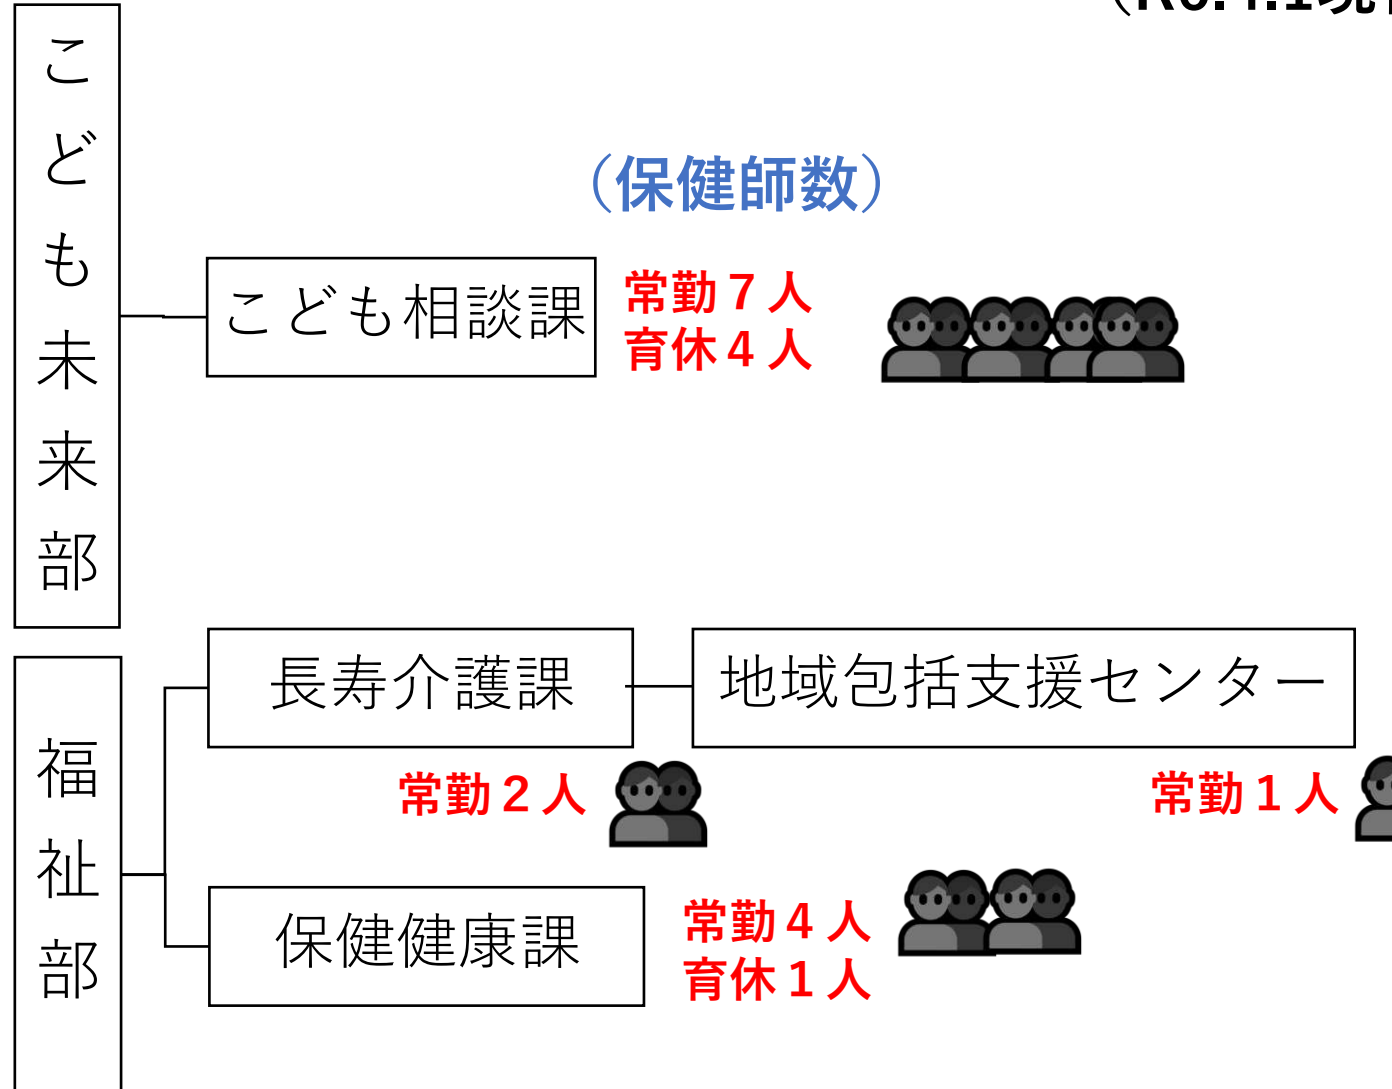 こども未来部
（保健師数）
こども相談課
常勤７人
育休４人
福祉部
長寿介護課
地域包括支援センター
常勤２人
常勤１人
保健健康課
常勤４人
育休１人